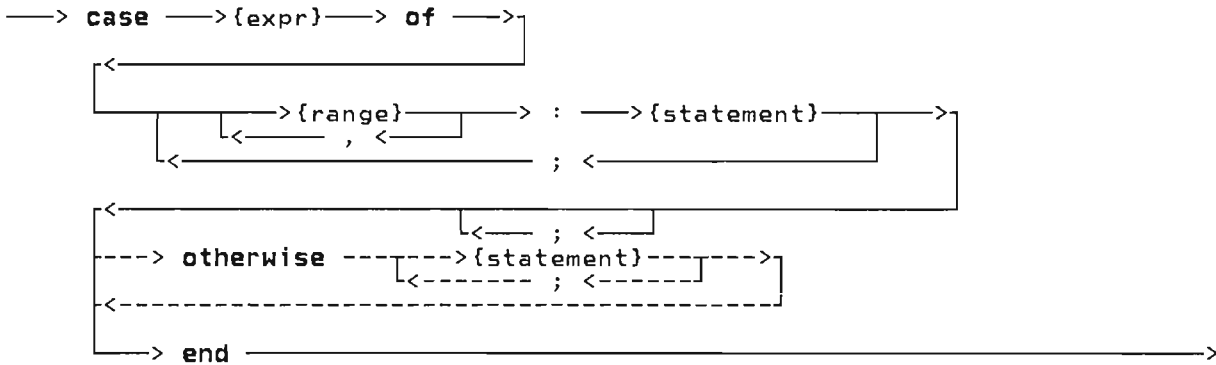 case {expr} of
{range} : {statement}
,
;
;
otherwise {statement}
;
end